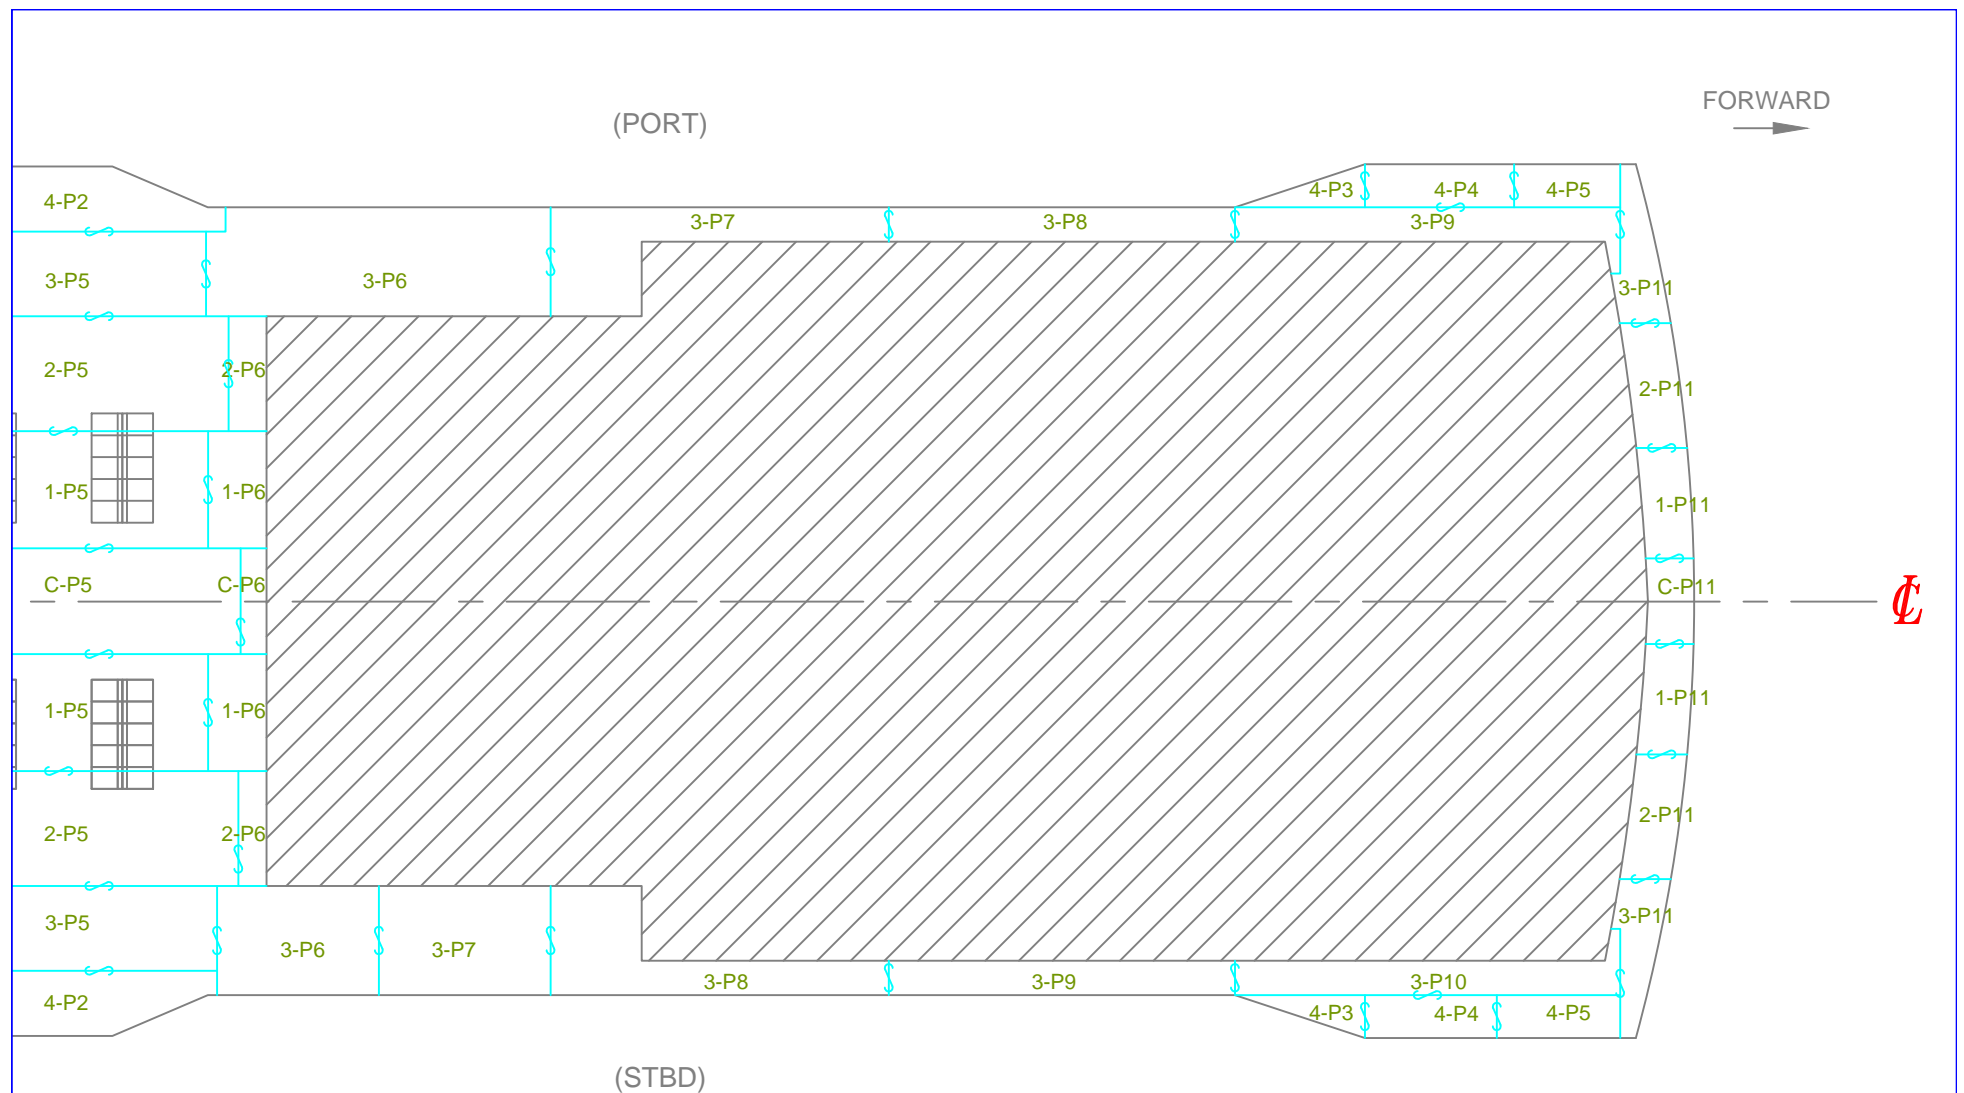 FORWARD
(PORT)
4-P2
4-P3
4-P4
4-P5
3-P7
3-P8
3-P9
3-P5
3-P6
3-P11
2-P5
2-P6
2-P11
1-P5
1-P6
1-P11
C-P5
C-P6
C-P11
CL
1-P5
1-P6
1-P11
2-P5
2-P6
2-P11
3-P5
3-P11
3-P6
3-P7
3-P8
3-P9
3-P10
4-P2
4-P3
4-P4
4-P5
(STBD)